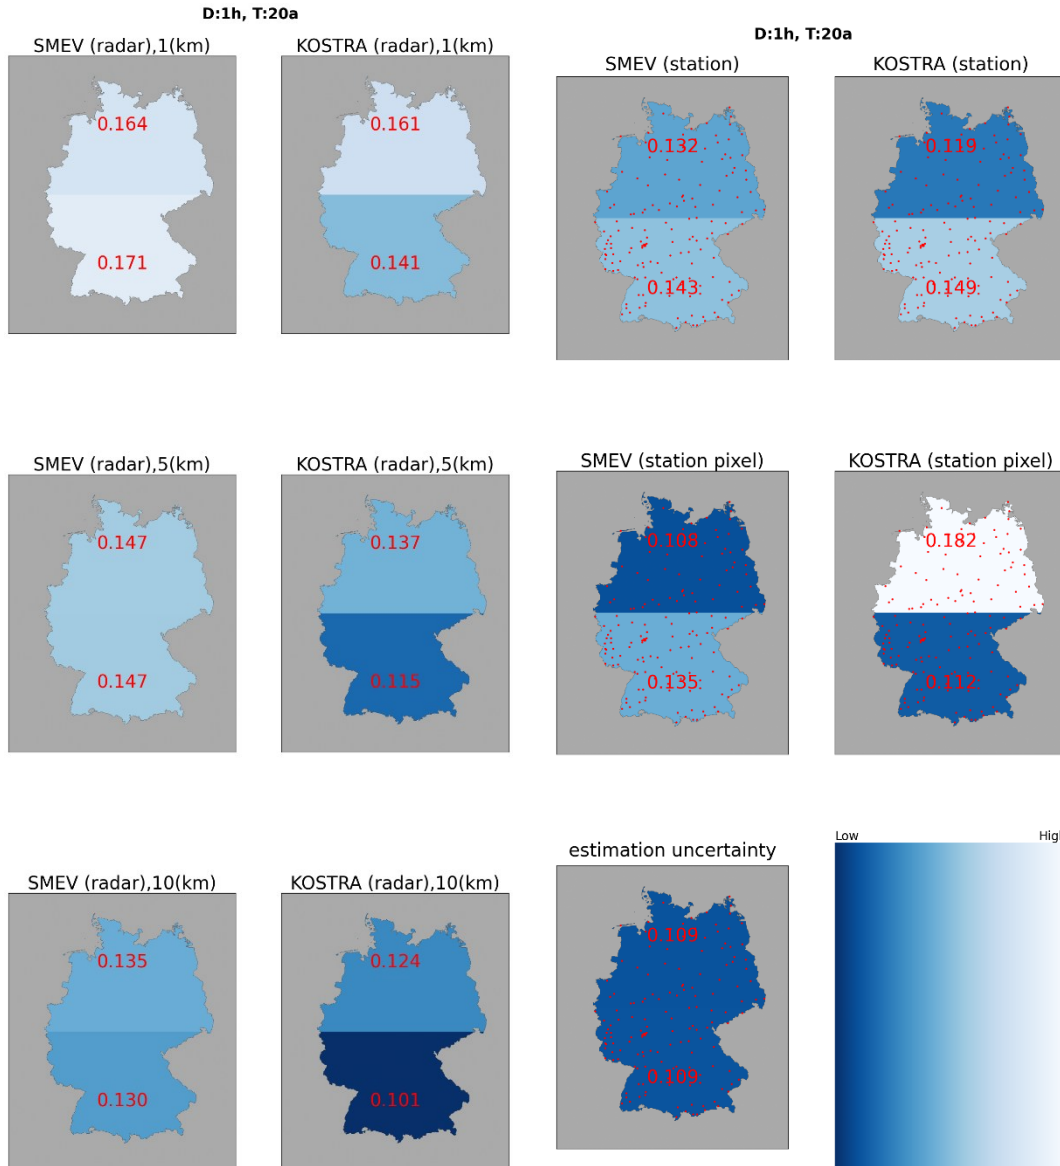 D:1h, T:20a
SMEV (radar),1(km)
KOSTRA (radar),1(km)
0.164
0.161
0.171
0.141
D:1h, T:20a
SMEV (station)
KOSTRA (station)
0.132
0.119
0.143
0.149
SMEV (radar),5(km)
KOSTRA (radar),5(km)
0.147
0.137
0.147
0.115
SMEV (station pixel)
KOSTRA (station pixel)
0.108
0.182
0.135
0.112
SMEV (radar),10(km)
KOSTRA (radar),10(km)
0.135
0.124
0.130
0.101
estimation uncertainty
0.109
0.109
Low
High